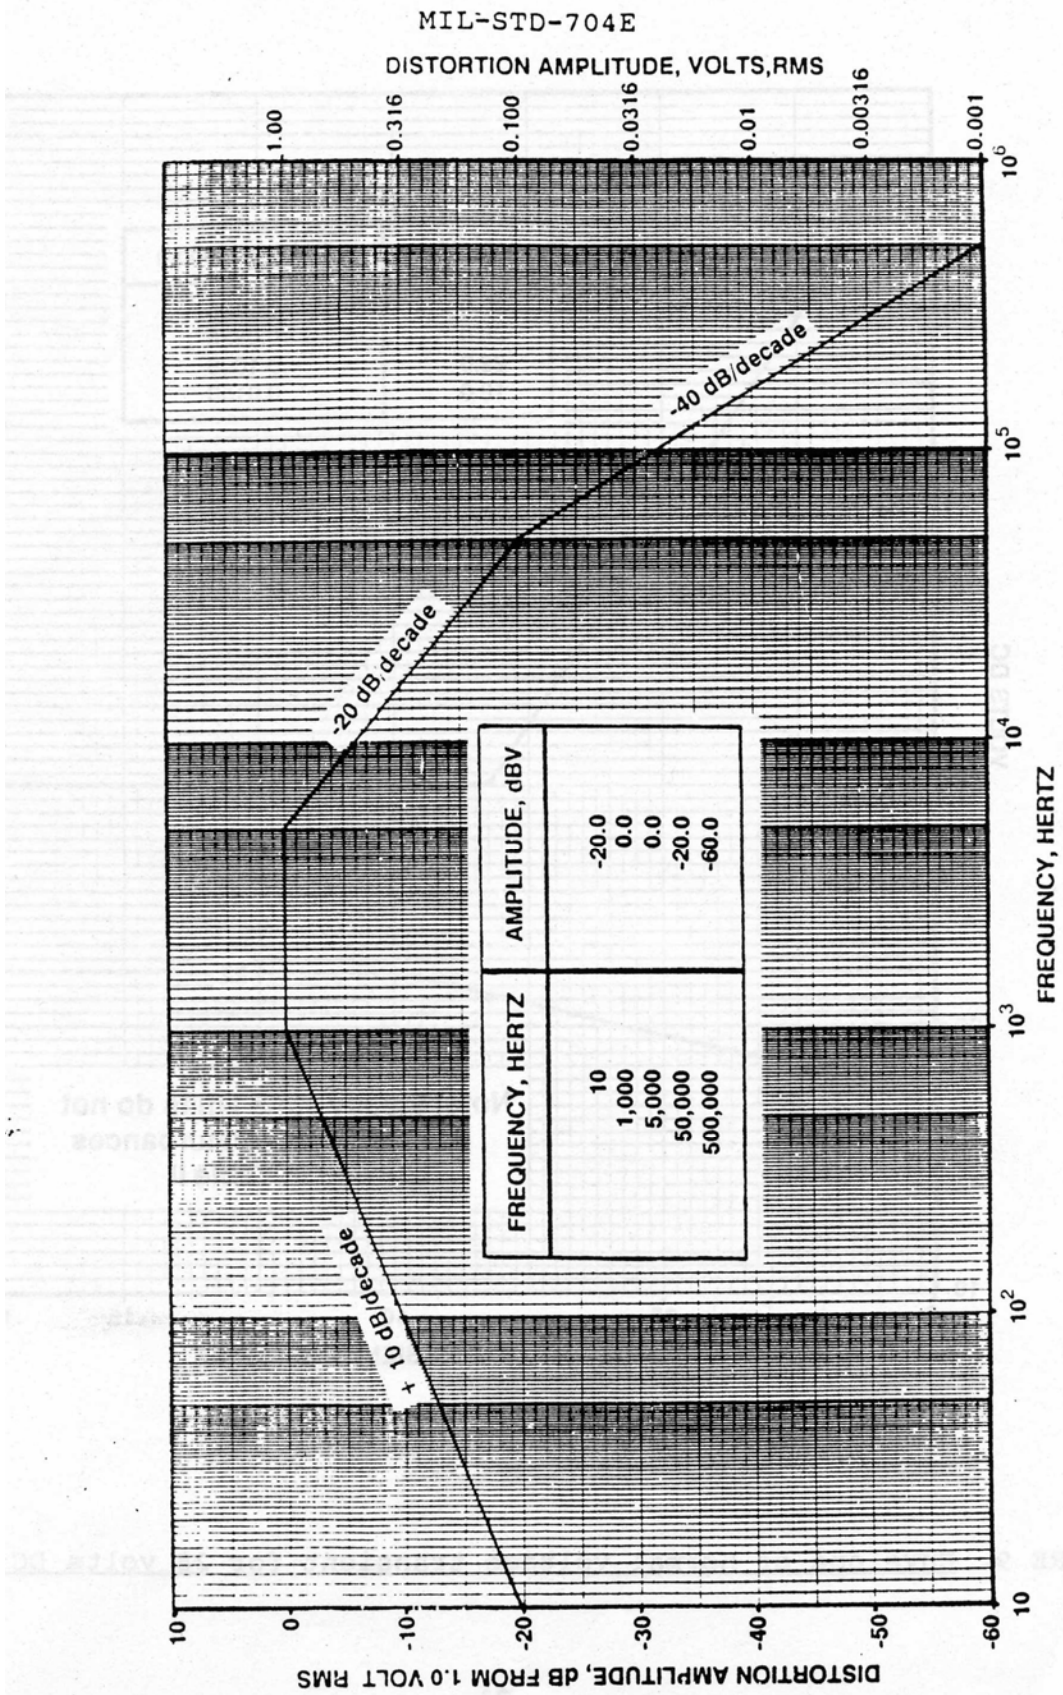 MIL-STD-704E
DISTORTION AMPLITUDE, VOLTS,RMS
1.00
0.316
0.100
0.0316
0.01
0.00316
0.001
-20 dB/decade
-40 dB/decade
+ 10 dB/decade
FREQUENCY, HERTZ AMPLITUDE, dBV
10 -20.0
1,000 0.0
5,000 0.0
50,000 -20.0
500,000 -60.0
10
10²
10³
10⁴
10⁵
10⁶
FREQUENCY, HERTZ
10
0
-10
-20
-30
-40
-50
-60
DISTORTION AMPLITUDE, dB FROM 1.0 VOLT RMS
do not